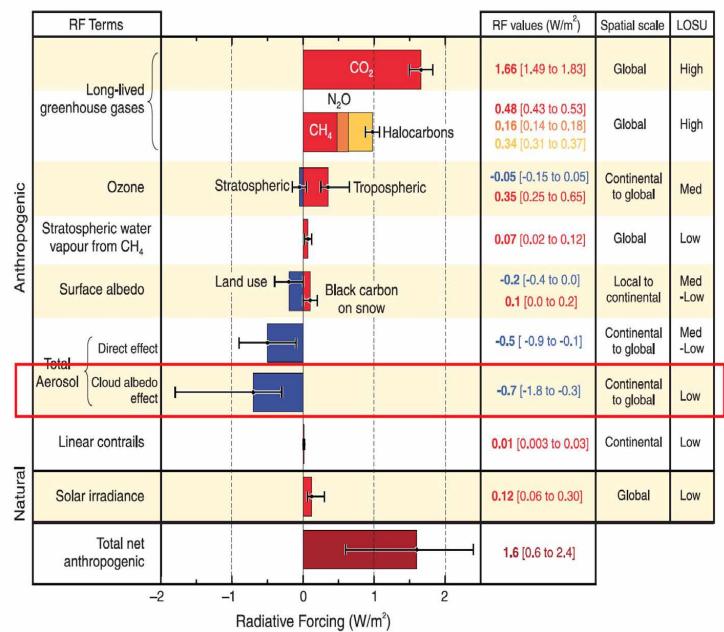 RF Terms
RF values (W/m²)
Spatial scale
LOSU
Anthropogenic
Long-lived
greenhouse gases
CO₂
1.66 [1.49 to 1.83]
Global
High
N₂O
CH₄
Halocarbons
0.48 [0.43 to 0.53]
0.16 [0.14 to 0.18]
0.34 [0.31 to 0.37]
Global
High
Ozone
Stratospheric
Tropospheric
-0.05 [-0.15 to 0.05]
0.35 [0.25 to 0.65]
Continental
to global
Med
Stratospheric water
vapour from CH₄
0.07 [0.02 to 0.12]
Global
Low
Surface albedo
Land use
Black carbon
on snow
-0.2 [-0.4 to 0.0]
0.1 [0.0 to 0.2]
Local to
continental
Med
-Low
Total
Aerosol
Direct effect
-0.5 [ -0.9 to -0.1]
Continental
to global
Med
-Low
Cloud albedo
effect
-0.7 [-1.8 to -0.3]
Continental
to global
Low
Linear contrails
0.01 [0.003 to 0.03]
Continental
Low
Natural
Solar irradiance
0.12 [0.06 to 0.30]
Global
Low
Total net
anthropogenic
1.6 [0.6 to 2.4]
−2 −1 0 1 2
Radiative Forcing (W/m²)